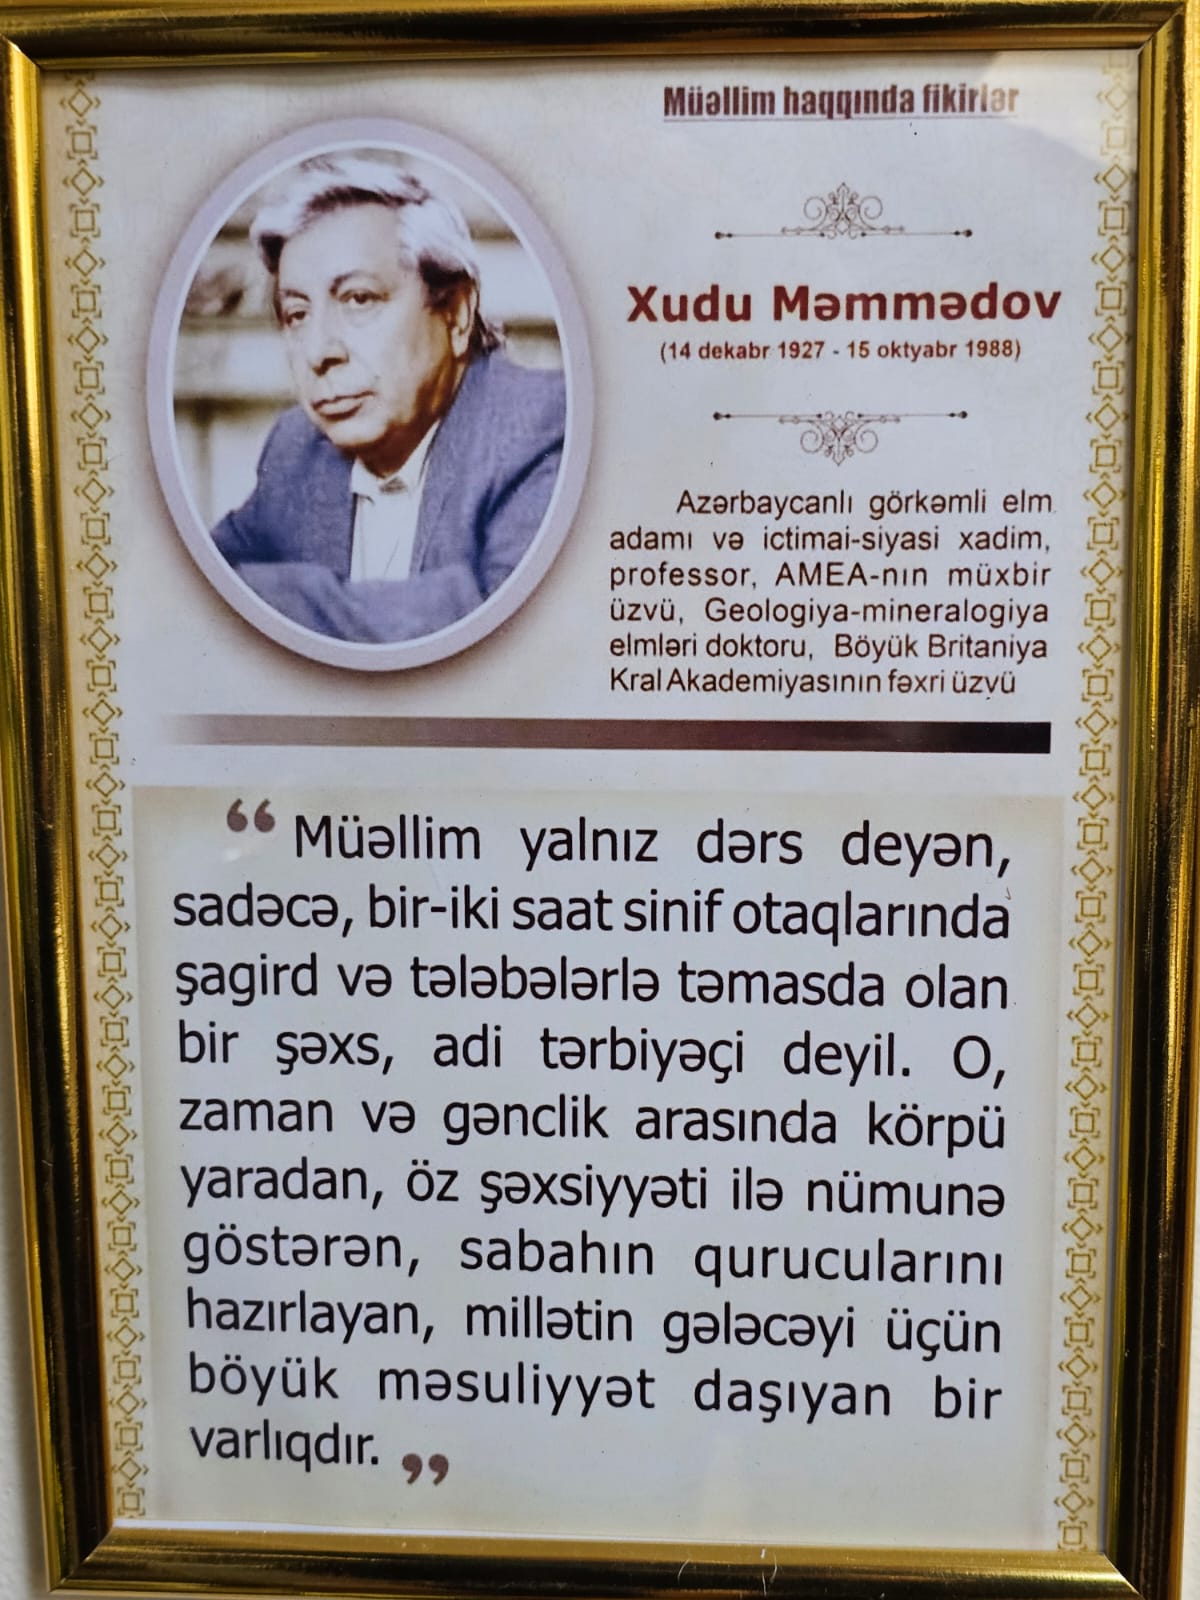 Müəllim haqqında fikirlər
Xudu Məmmədov
(14 dekabr 1927 - 15 oktyabr 1988)
Azərbaycanlı görkəmli elm
adamı və ictimai-siyasi xadim,
professor, AMEA-nın müxbir
üzvü, Geologiya-mineralogiya
elmləri doktoru, Böyük Britaniya
Kral Akademiyasının fəxri üzvü
“ Müəllim yalnız dərs deyən,
sadəcə, bir-iki saat sinif otaqlarında
şagird və tələbələrlə təmasda olan
bir şəxs, adi tərbiyəçi deyil. O,
zaman və gənclik arasında körpü
yaradan, öz şəxsiyyəti ilə nümunə
göstərən, sabahın qurucularını
hazırlayan, millətin gələcəyi üçün
böyük məsuliyyət daşıyan bir
varlıqdır. ”